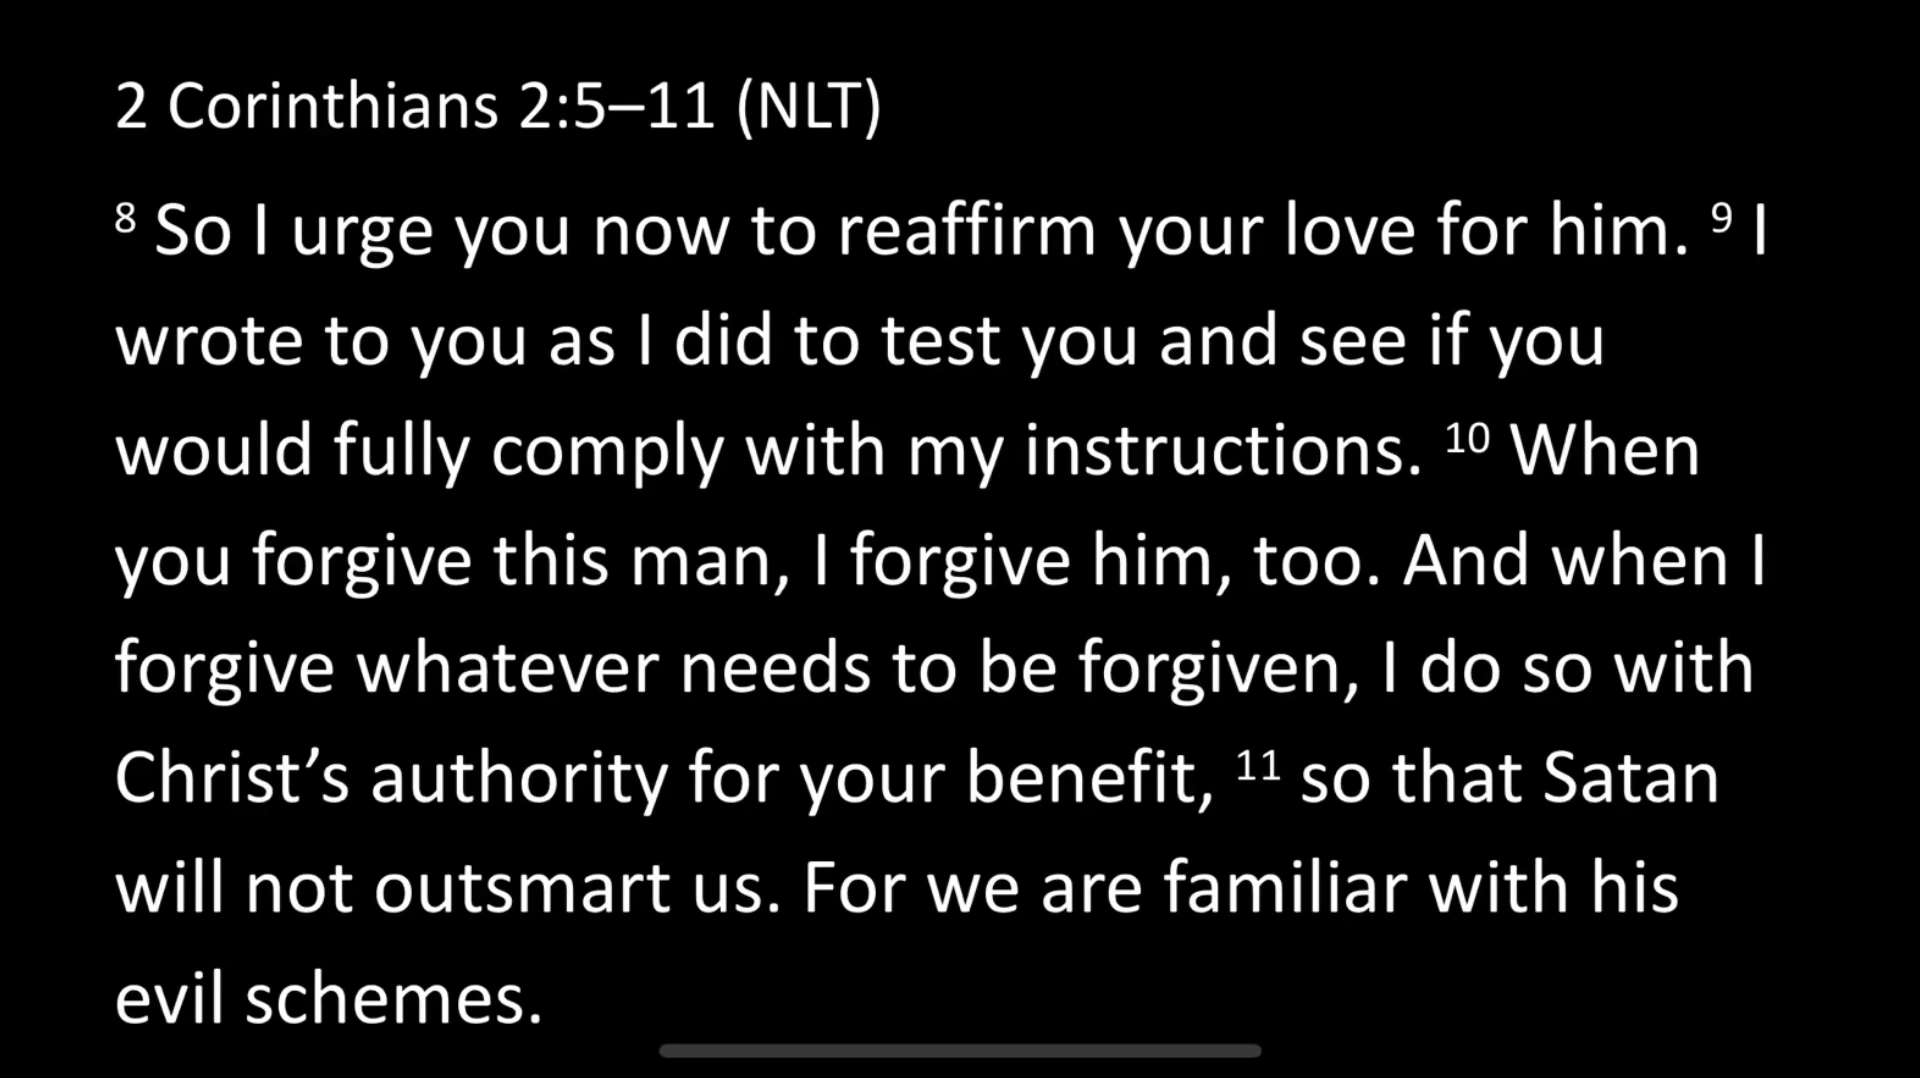 2 Corinthians 2:5–11 (NLT)
8 So I urge you now to reaffirm your love for him. 9 I
wrote to you as I did to test you and see if you
would fully comply with my instructions. 10 When
you forgive this man, I forgive him, too. And when I
forgive whatever needs to be forgiven, I do so with
Christ’s authority for your benefit, 11 so that Satan
will not outsmart us. For we are familiar with his
evil schemes.